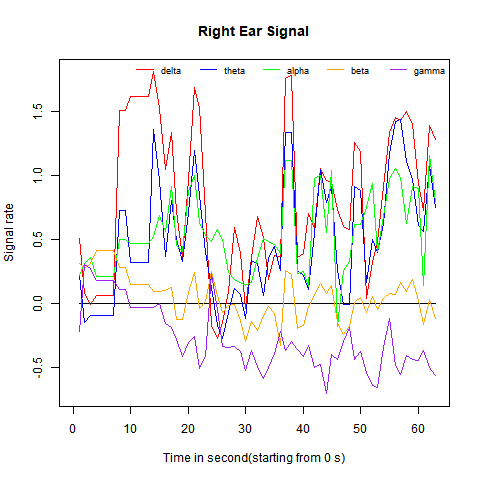 Right Ear Signal
delta theta alpha beta gamma
Signal rate
1.5
1.0
0.5
0.0
-0.5
0 10 20 30 40 50 60
Time in second(starting from 0 s)